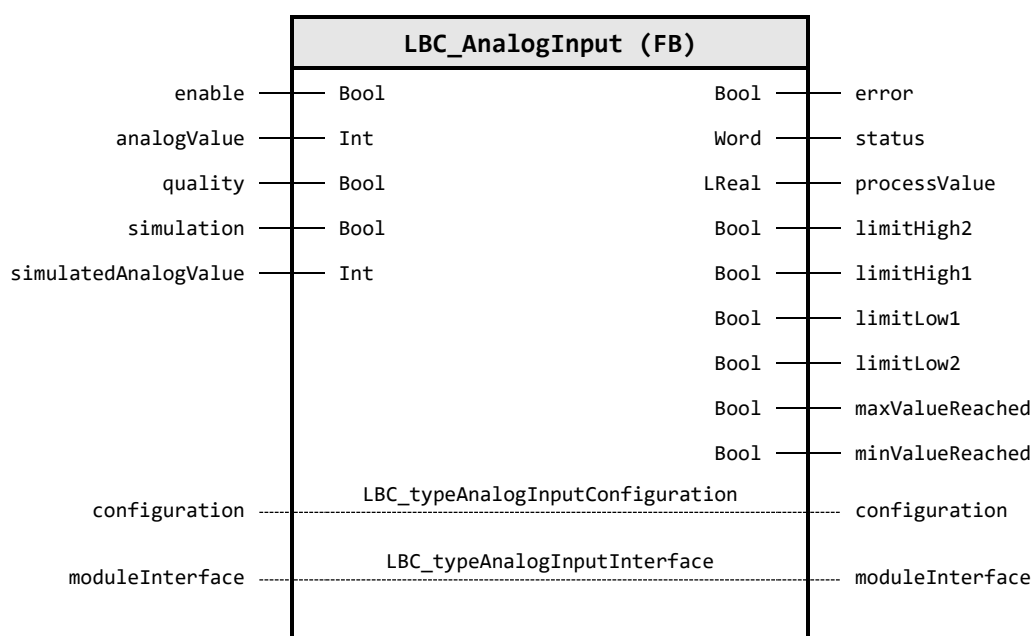 LBC_AnalogInput (FB)
enable Bool Bool error
analogValue Int Word status
quality Bool LReal processValue
simulation Bool Bool limitHigh2
simulatedAnalogValue Int Bool limitHigh1
Bool limitLow1
Bool limitLow2
Bool maxValueReached
Bool minValueReached
LBC_typeAnalogInputConfiguration
configuration configuration
LBC_typeAnalogInputInterface
moduleInterface moduleInterface